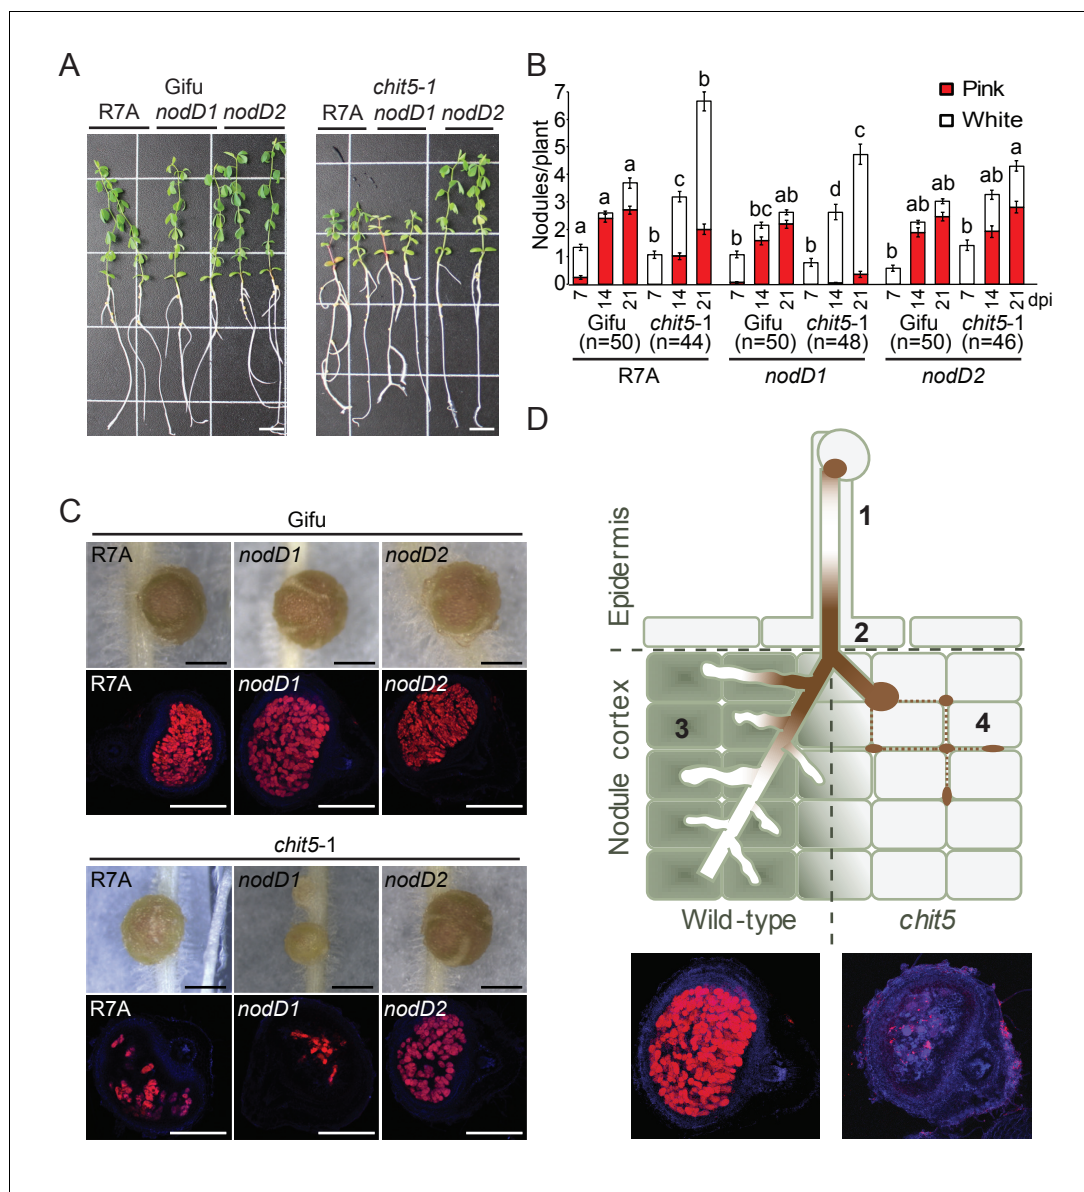 A
Gifu
R7A nodD1 nodD2
chit5-1
R7A nodD1 nodD2
B
Nodules/plant
7
6
5
4
3
2
1
0
Pink
White
a a a b c b b bc ab b d c b ab ab b a a
7 14 21 7 14 21 7 14 21 7 14 21 7 14 21 7 14 21 dpi
Gifu chit5-1 Gifu chit5-1 Gifu chit5-1
(n=50) (n=44) (n=50) (n=48) (n=50) (n=46)
R7A nodD1 nodD2
C
Gifu
R7A nodD1 nodD2
R7A nodD1 nodD2
chit5-1
R7A nodD1 nodD2
R7A nodD1 nodD2
D
Epidermis
Nodule cortex
1
2
3
4
Wild-type chit5